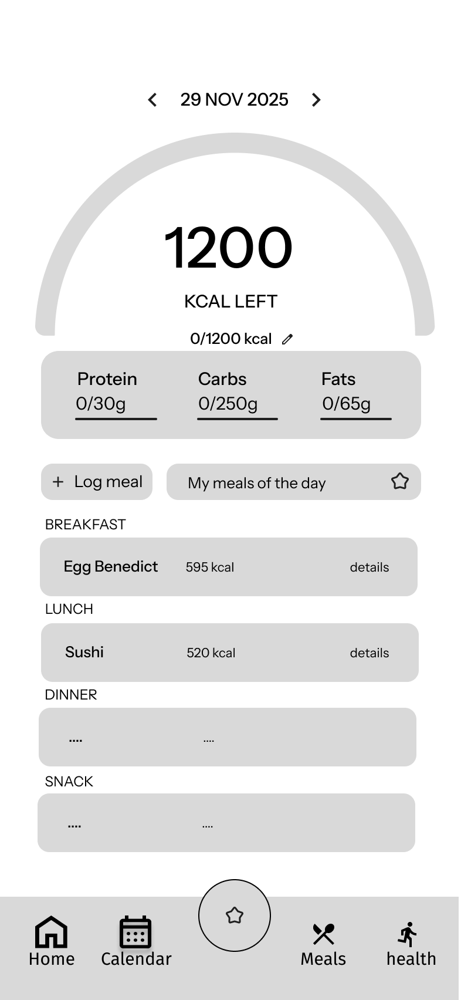 29 NOV 2025
1200
KCAL LEFT
0/1200 kcal
Protein Carbs Fats
0/30g 0/250g 0/65g
+ Log meal My meals of the day
BREAKFAST
Egg Benedict 595 kcal details
LUNCH
Sushi 520 kcal details
DINNER
.... ....
SNACK
.... ....
Home Calendar Meals health